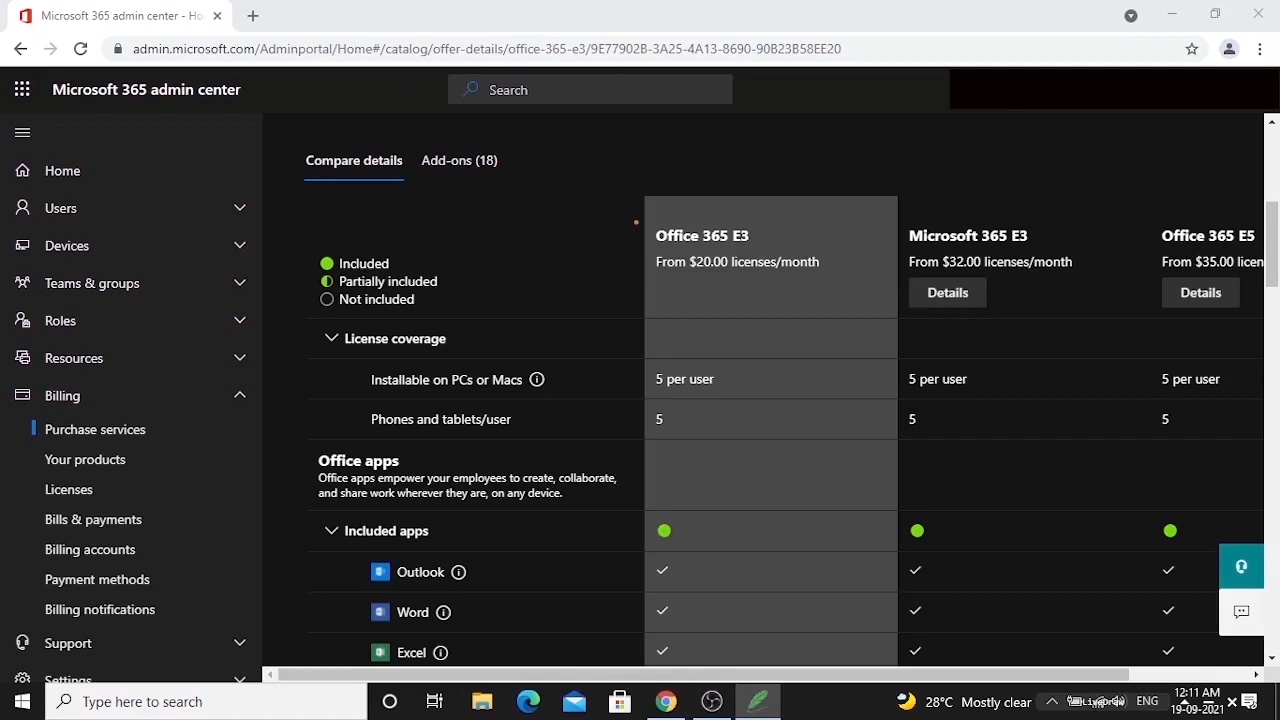 Microsoft 365 admin center - Ho
admin.microsoft.com/Adminportal/Home#/catalog/offer-details/office-365-e3/9E77902B-3A25-4A13-8690-90B23B58EE20
Microsoft 365 admin center
Search
Home
Users
Devices
Teams & groups
Roles
Resources
Billing
Purchase services
Your products
Licenses
Bills & payments
Billing accounts
Payment methods
Billing notifications
Support
Settings
Compare details
Add-ons (18)
Included
Partially included
Not included
Office 365 E3
From $20.00 licenses/month
Microsoft 365 E3
From $32.00 licenses/month
Details
Office 365 E5
From $35.00 licen
Details
License coverage
Installable on PCs or Macs
5 per user
5 per user
5 per user
Phones and tablets/user
5
5
5
Office apps
Office apps empower your employees to create, collaborate,
and share work wherever they are, on any device.
Included apps
Outlook
Word
Excel
Type here to search
28°C Mostly clear
ENG
12:11 AM
19-09-2021